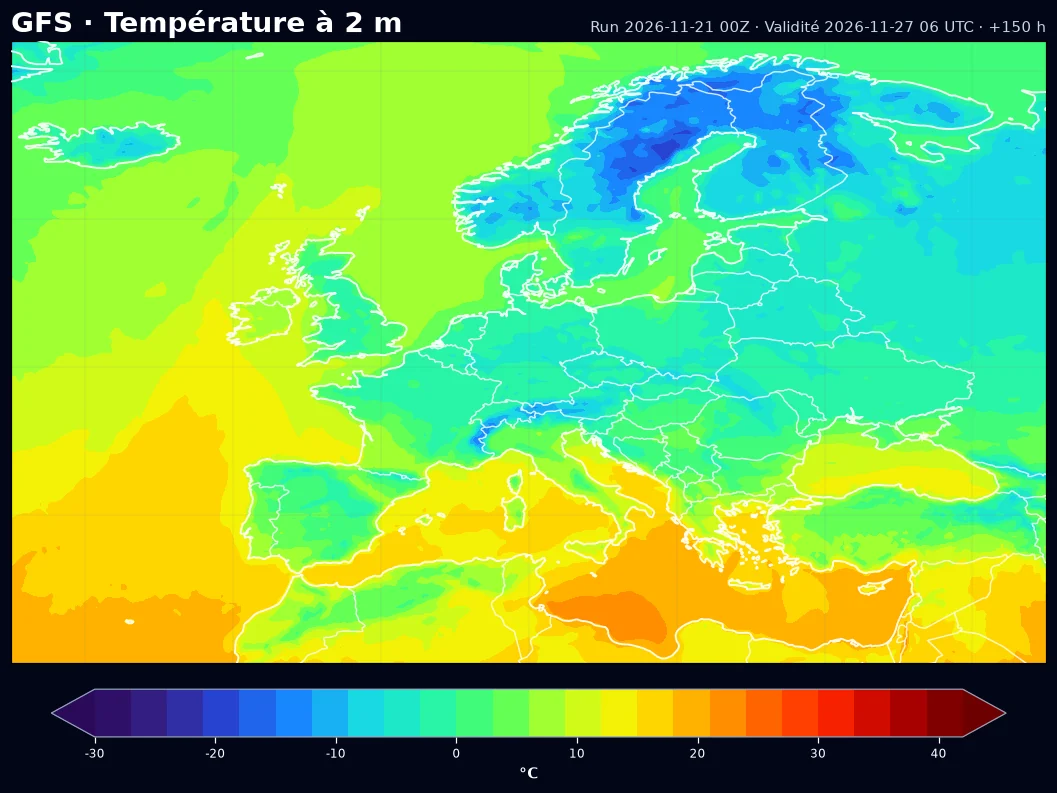 GFS · Température à 2 m
Run 2026-11-21 00Z · Validité 2026-11-27 06 UTC · +150 h
-30 -20 -10 0 10 20 30 40
°C